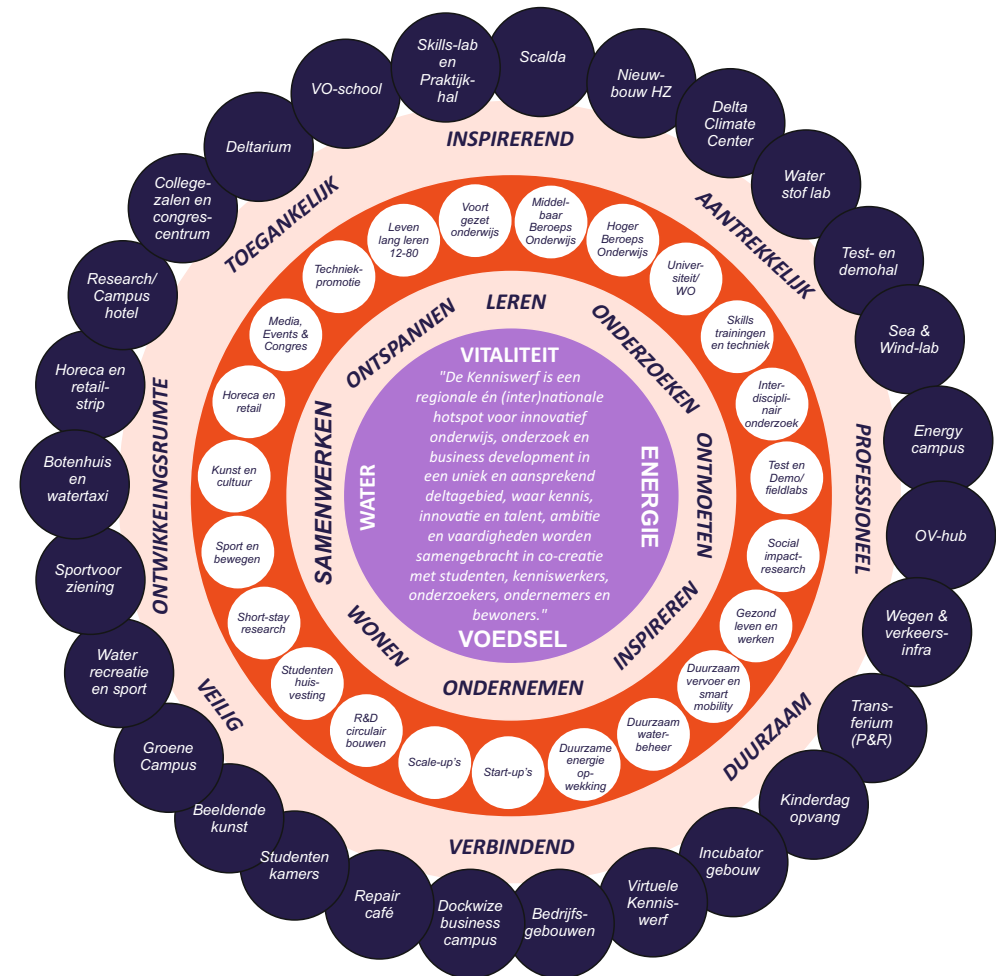 Scalda
Nieuw-
bouw HZ
Delta
Climate
Center
Water
stof lab
Test- en
demohal
Sea &
Wind-lab
Energy
campus
OV-hub
Wegen &
verkeers-
infra
Trans-
ferium
(P&R)
Kinderdag
opvang
Incubator
gebouw
Virtuele
Kennis-
werf
Bedrijfs-
gebouwen
Dockwize
business
campus
Repair
café
Studenten
kamers
Beeldende
kunst
Groene
Campus
Water
recreatie
en sport
Sportvoor
ziening
Botenhuis
en
watertaxi
Horeca en
retail-
strip
Research/
Campus
hotel
College-
zalen en
congres-
centrum
Deltarium
VO-school
Skills-lab
en
Praktijk-
hal
INSPIREREND
AANTREKKELIJK
PROFESSIONEEL
DUURZAAM
VERBINDEND
VEILIG
ONTWIKKELINGSRUIMTE
TOEGANKELIJK
Middel-
baar
Beroeps
Onderwijs
Hoger
Beroeps
Onderwijs
Univer-
siteit/
WO
Skills
trainingen
en techniek
Inter-
discipli-
nair
onderzoek
Test en
Demo/
fieldlabs
Social
impact-
research
Gezond
leven en
werken
Duurzaam
vervoer en
smart
mobility
Duurzaam
water-
beheer
Duurzame
energie
op-
wekking
Start-up's
Scale-up's
R&D
circulair
bouwen
Studenten
huis-
vesting
Short-stay
research
Sport en
bewegen
Kunst en
cultuur
Horeca en
retail
Media,
Events &
Congres
Techniek-
promotie
Leven
lang leren
12-80
Voort
gezet
onderwijs
LEREN
ONDERZOEKEN
ONTMOETEN
INSPIREREN
ONDERNEMEN
WONEN
SAMENWERKEN
ONTSPANNEN
VITALITEIT
"De Kenniswerf is een
regionale én (inter)nationale
hotspot voor innovatief
onderwijs, onderzoek en
business development in
een uniek en aansprekend
deltagebied, waar kennis,
innovatie en talent, ambitie
en vaardigheden worden
samengebracht in co-creatie
met studenten, kenniswerkers,
onderzoekers, ondernemers en
bewoners."
WATER
ENERGIE
VOEDSEL